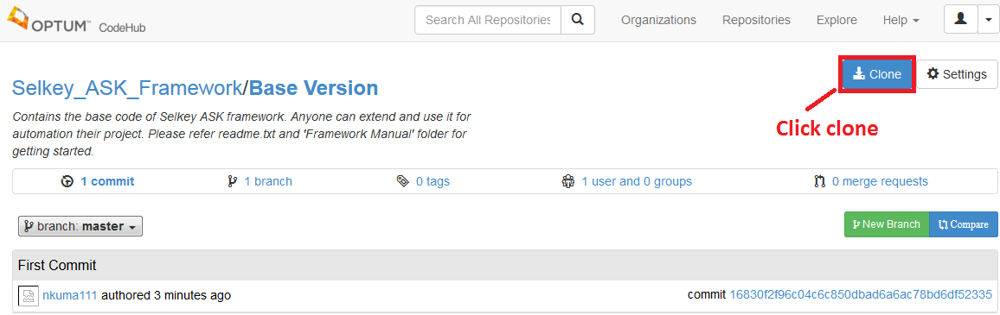 OPTUM™ CodeHub
Search All Repositories
Organizations
Repositories
Explore
Help
Clone
Settings
Selkey_ASK_Framework/Base Version
Click clone
Contains the base code of Selkey ASK framework. Anyone can extend and use it for
automation their project. Please refer readme.txt and 'Framework Manual' folder for
getting started.
1 commit
1 branch
0 tags
1 user and 0 groups
0 merge requests
branch: master
New Branch
Compare
First Commit
nkuma111 authored 3 minutes ago
commit 16830f2f96c04c6c850dbad6a6ac78bd6df52335